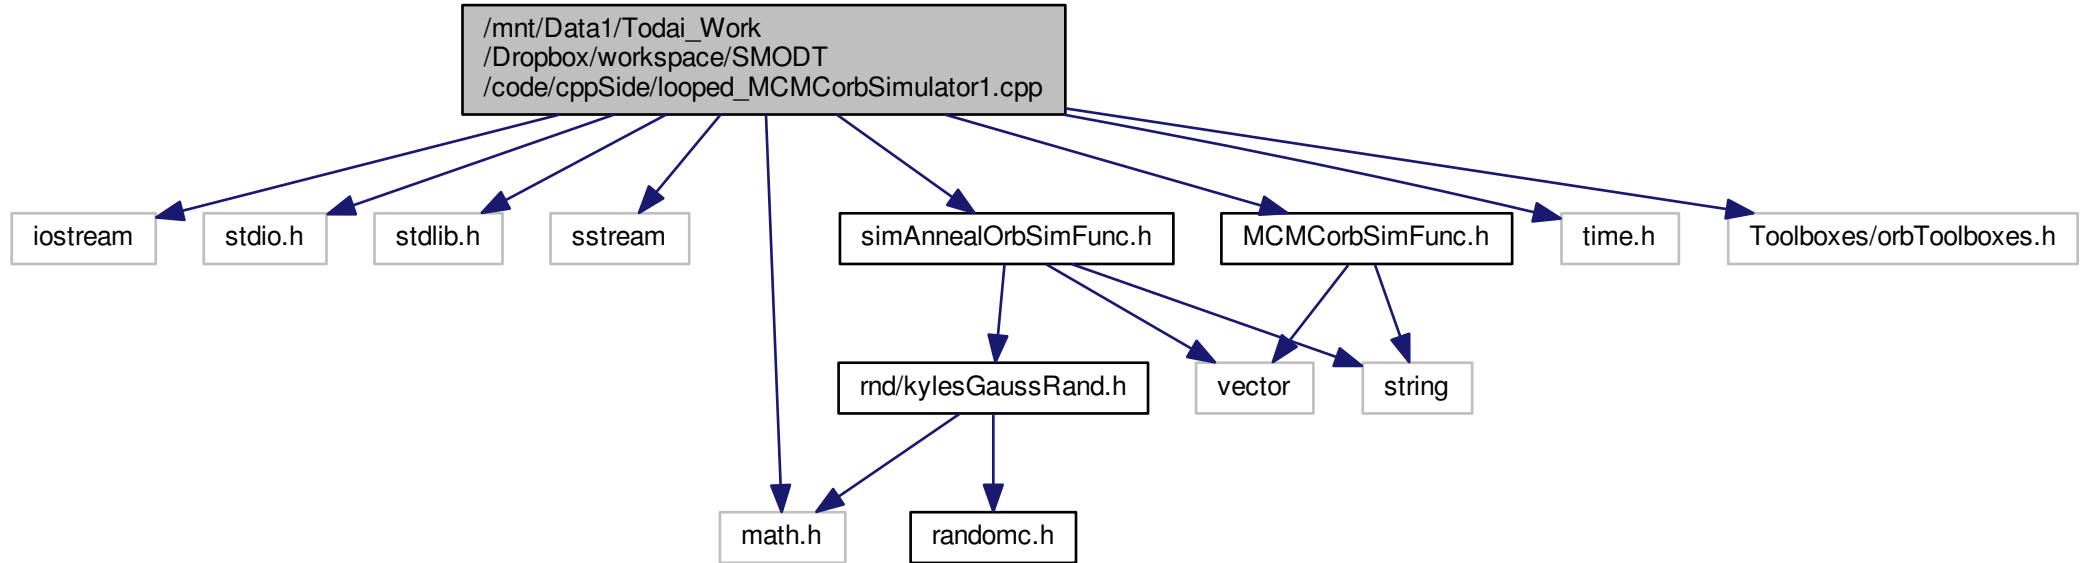 /mnt/Data1/Todai_Work
/Dropbox/workspace/SMODT
/code/cppSide/looped_MCMCorbSimulator1.cpp
iostream
stdio.h
stdlib.h
sstream
simAnnealOrbSimFunc.h
MCMCorbSimFunc.h
time.h
Toolboxes/orbToolboxes.h
rnd/kylesGaussRand.h
vector
string
math.h
randomc.h